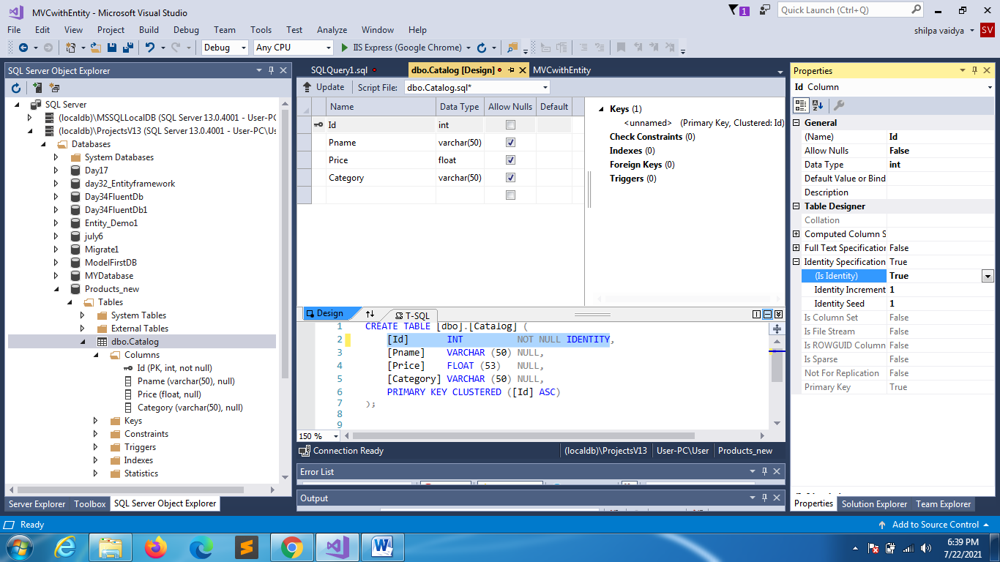 MVCwithEntity - Microsoft Visual Studio
1
Quick Launch (Ctrl+Q)
File Edit View Project Build Debug Team Tools Test Analyze Window Help
shilpa vaidya SV
Debug Any CPU IIS Express (Google Chrome)
SQL Server Object Explorer
SQL Server
(localdb)\MSSQLLocalDB (SQL Server 13.0.4001 - User-PC
(localdb)\ProjectsV13 (SQL Server 13.0.4001 - User-PC\Us
Databases
System Databases
Day17
day32_Entityframework
Day34FluentDb
Day34FluentDb1
Entity_Demo1
july6
Migrate1
ModelFirstDB
MYDatabase
Products_new
Tables
System Tables
External Tables
dbo.Catalog
Columns
Id (PK, int, not null)
Pname (varchar(50), null)
Price (float, null)
Category (varchar(50), null)
Keys
Constraints
Triggers
Indexes
Statistics
Server Explorer Toolbox SQL Server Object Explorer
SQLQuery1.sql dbo.Catalog [Design] MVCwithEntity
Update Script File: dbo.Catalog.sql*
Name Data Type Allow Nulls Default
Id int
Pname varchar(50)
Price float
Category varchar(50)
Keys (1)
<unnamed> (Primary Key, Clustered: Id)
Check Constraints (0)
Indexes (0)
Foreign Keys (0)
Triggers (0)
Design T-SQL
1 CREATE TABLE [dbo].[Catalog] (
2 [Id] INT NOT NULL IDENTITY,
3 [Pname] VARCHAR (50) NULL,
4 [Price] FLOAT (53) NULL,
5 [Category] VARCHAR (50) NULL,
6 PRIMARY KEY CLUSTERED ([Id] ASC)
7 );
8
9
150 %
Connection Ready (localdb)\ProjectsV13 User-PC\User Products_new
Error List
Output
Properties
Id Column
General
(Name) Id
Allow Nulls False
Data Type int
Default Value or Bind
Description
Table Designer
Collation
Computed Column S
Full Text Specification False
Identity Specification True
(Is Identity) True
Identity Increment 1
Identity Seed 1
Is Column Set False
Is File Stream False
Is ROWGUID Column False
Is Sparse False
Not For Replication False
Primary Key True
Properties Solution Explorer Team Explorer
Ready
Add to Source Control
6:39 PM
7/22/2021